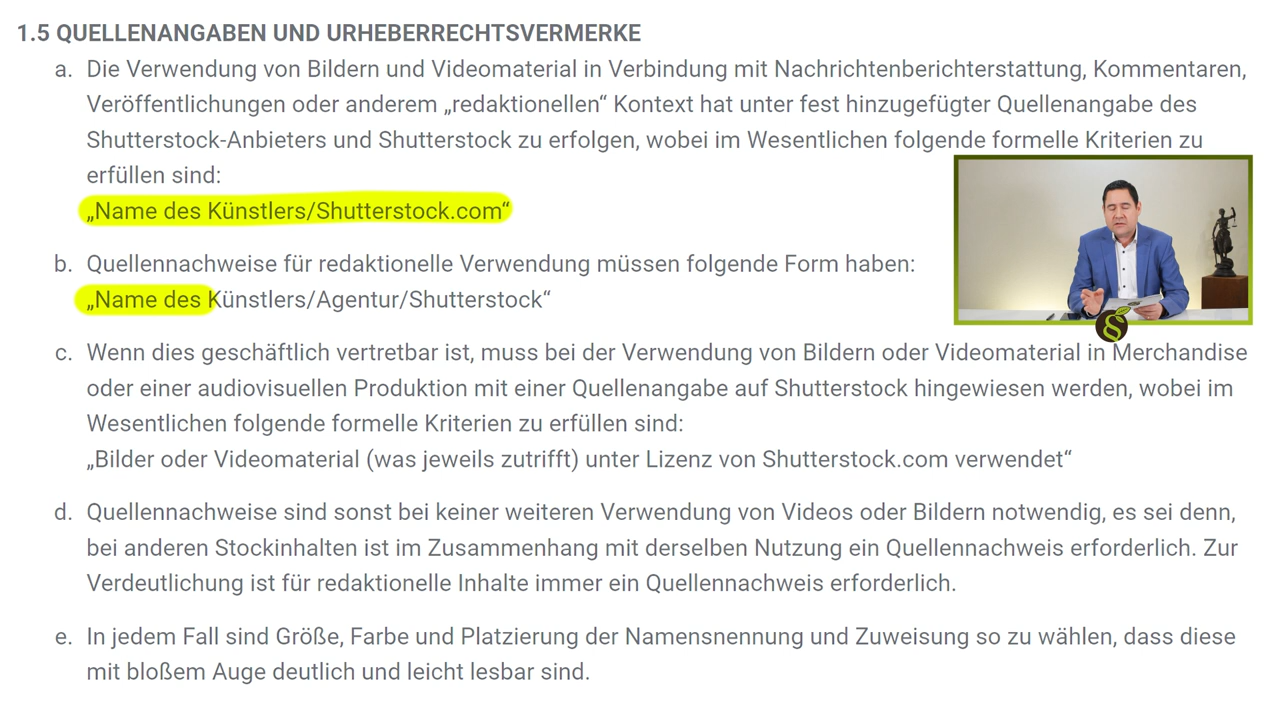 1.5 QUELLENANGABEN UND URHEBERRECHTSVERMERKE
a. Die Verwendung von Bildern und Videomaterial in Verbindung mit Nachrichtenberichterstattung, Kommentaren,
Veröffentlichungen oder anderem „redaktionellen“ Kontext hat unter fest hinzugefügter Quellenangabe des
Shutterstock-Anbieters und Shutterstock zu erfolgen, wobei im Wesentlichen folgende formelle Kriterien zu
erfüllen sind:
„Name des Künstlers/Shutterstock.com“
b. Quellennachweise für redaktionelle Verwendung müssen folgende Form haben:
„Name des Künstlers/Agentur/Shutterstock“
c. Wenn dies geschäftlich vertretbar ist, muss bei der Verwendung von Bildern oder Videomaterial in Merchandise
oder einer audiovisuellen Produktion mit einer Quellenangabe auf Shutterstock hingewiesen werden, wobei im
Wesentlichen folgende formelle Kriterien zu erfüllen sind:
„Bilder oder Videomaterial (was jeweils zutrifft) unter Lizenz von Shutterstock.com verwendet“
d. Quellennachweise sind sonst bei keiner weiteren Verwendung von Videos oder Bildern notwendig, es sei denn,
bei anderen Stockinhalten ist im Zusammenhang mit derselben Nutzung ein Quellennachweis erforderlich. Zur
Verdeutlichung ist für redaktionelle Inhalte immer ein Quellennachweis erforderlich.
e. In jedem Fall sind Größe, Farbe und Platzierung der Namensnennung und Zuweisung so zu wählen, dass diese
mit bloßem Auge deutlich und leicht lesbar sind.
§